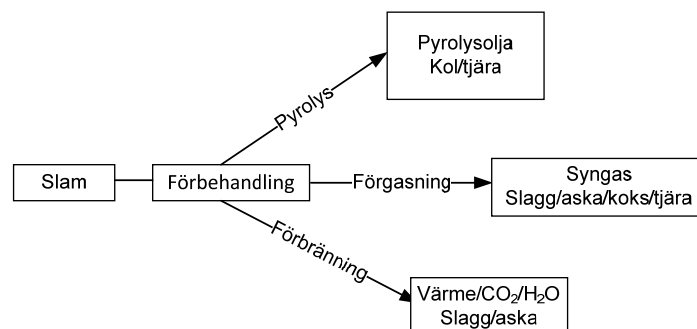 Pyrolysolja
Kol/tjära
Pyrolys
Slam
Förbehandling
Förgasning
Syngas
Slagg/aska/koks/tjära
Förbränning
Värme/CO₂/H₂O
Slagg/aska